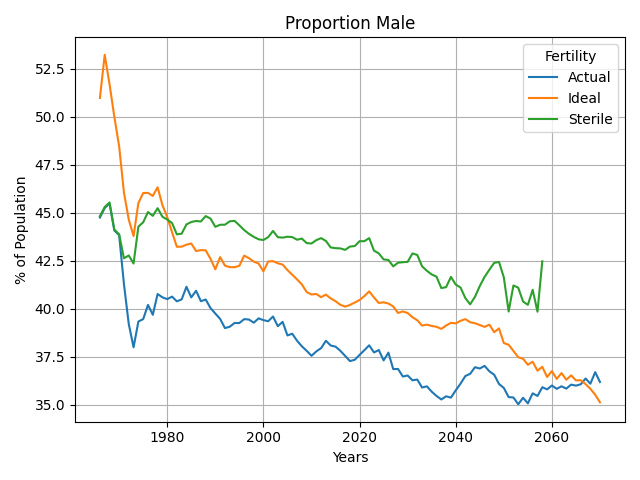 Proportion Male
% of Population
52.5
50.0
47.5
45.0
42.5
40.0
37.5
35.0
Fertility
Actual
Ideal
Sterile
1980
2000
2020
2040
2060
Years